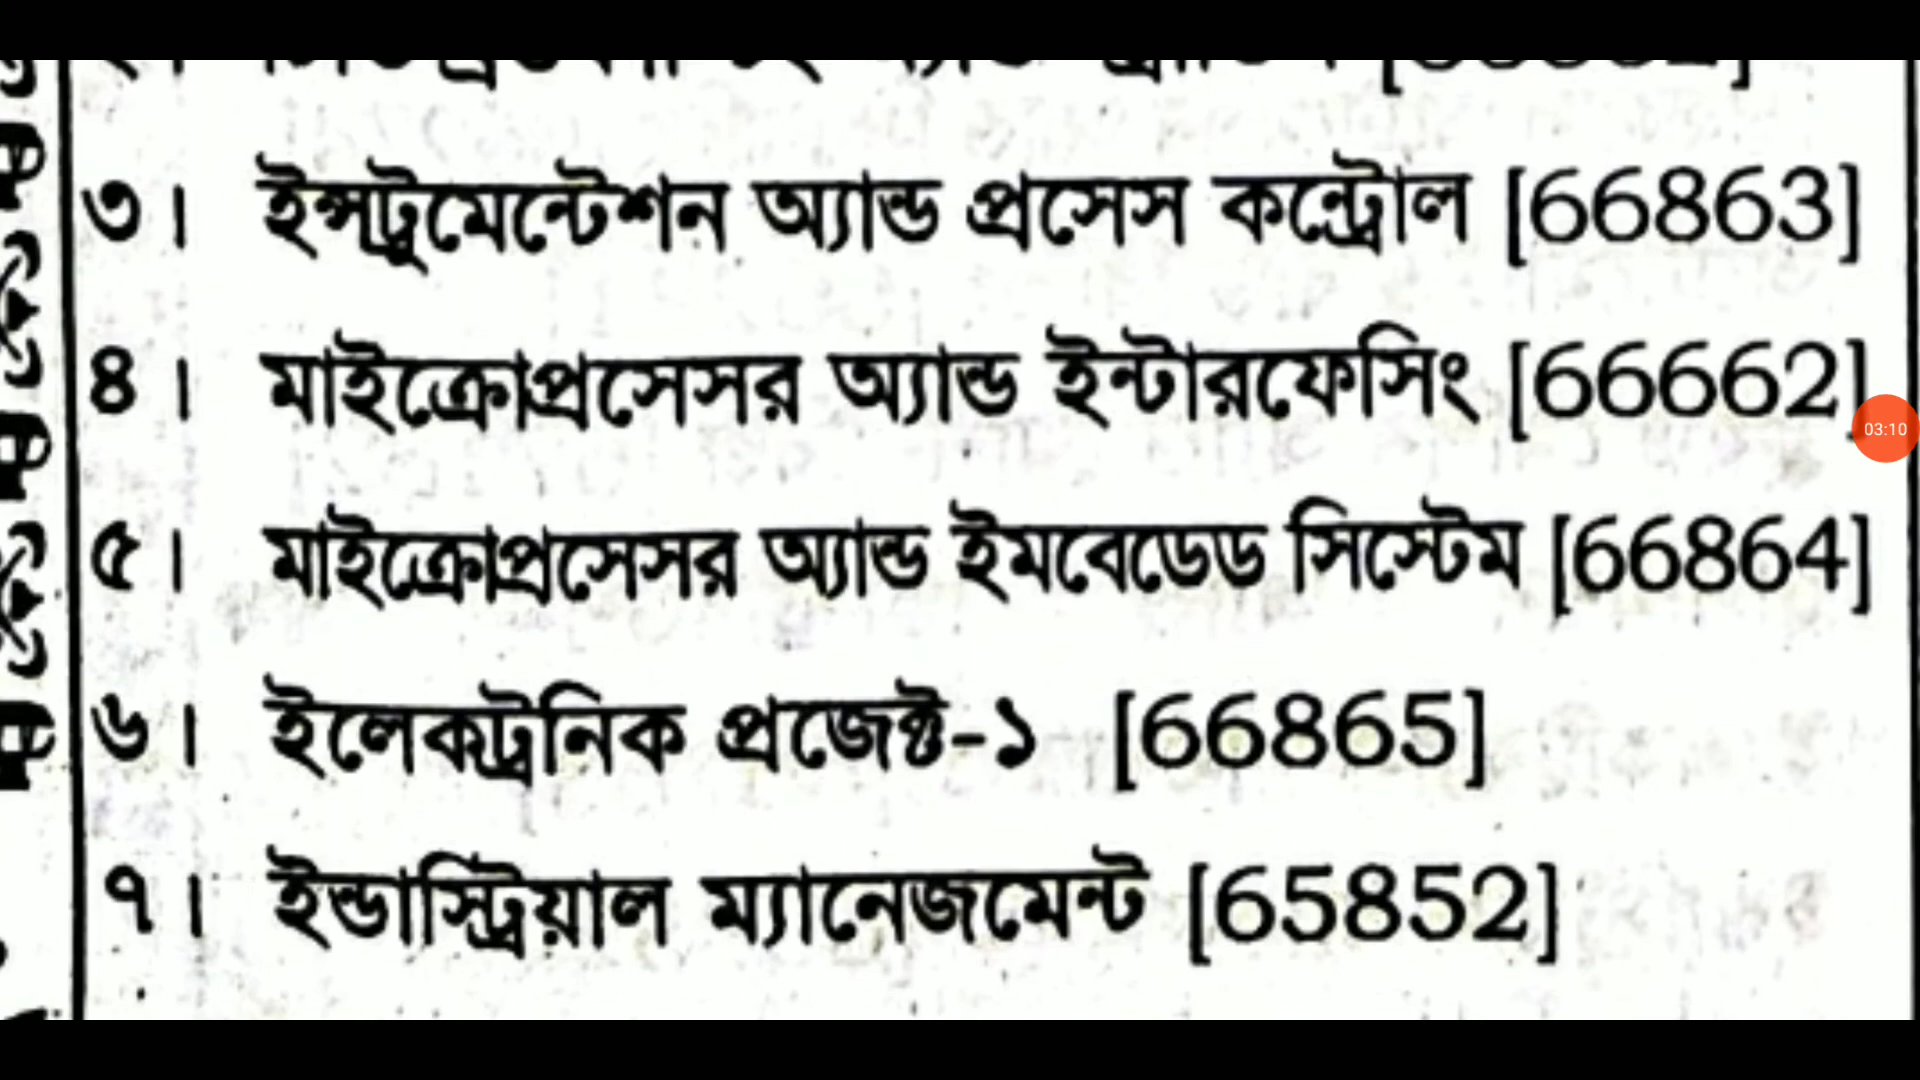 ৩। ইন্সট্রুমেন্টেশন অ্যান্ড প্রসেস কন্ট্রোল [66863]
৪। মাইক্রোপ্রসেসর অ্যান্ড ইন্টারফেসিং [66662]
03:10
৫। মাইক্রোপ্রসেসর অ্যান্ড ইমবেডেড সিস্টেম [66864]
৬। ইলেকট্রনিক প্রজেক্ট-১ [66865]
৭। ইন্ডাস্ট্রিয়াল ম্যানেজমেন্ট [65852]